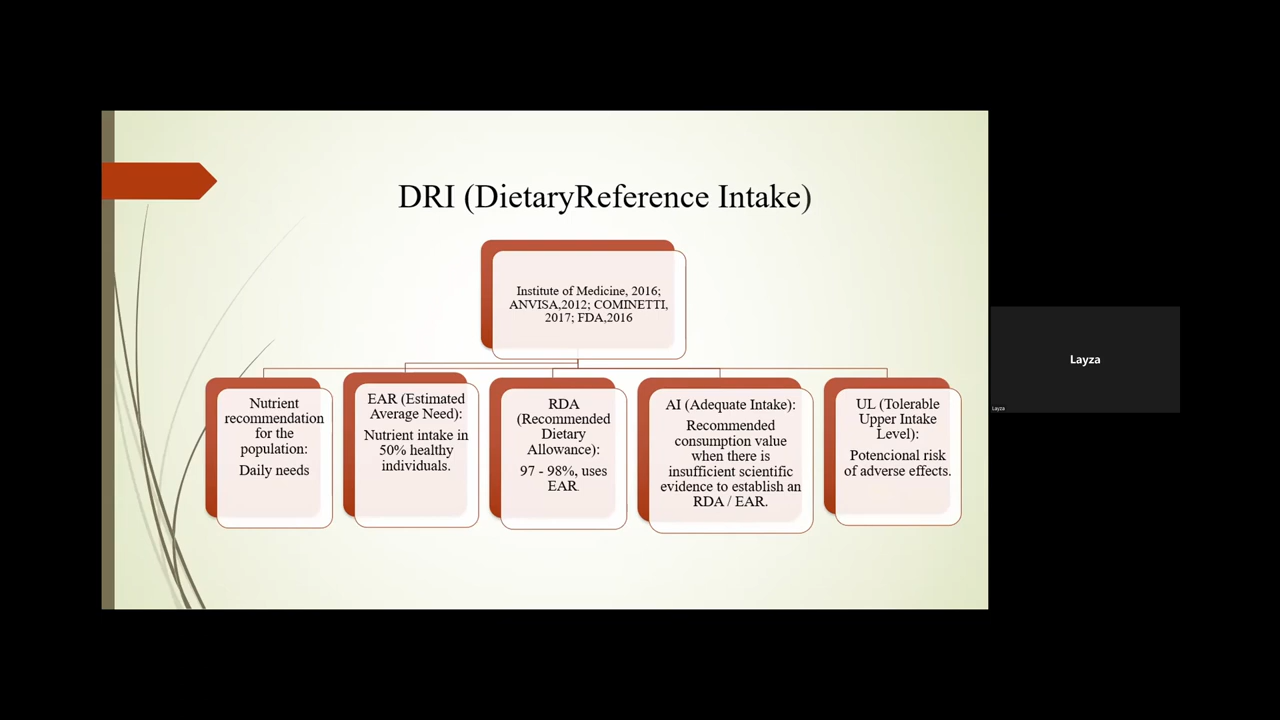 DRI (DietaryReference Intake)
Institute of Medicine, 2016;
ANVISA,2012; COMINETTI,
2017; FDA,2016
Nutrient
recommendation
for the
population:
Daily needs
EAR (Estimated
Average Need):
Nutrient intake in
50% healthy
individuals.
RDA
(Recommended
Dietary
Allowance):
97 - 98%, uses
EAR.
AI (Adequate Intake):
Recommended
consumption value
when there is
insufficient scientific
evidence to establish an
RDA / EAR.
UL (Tolerable
Upper Intake
Level):
Potencional risk
of adverse effects.
Layza
Layza